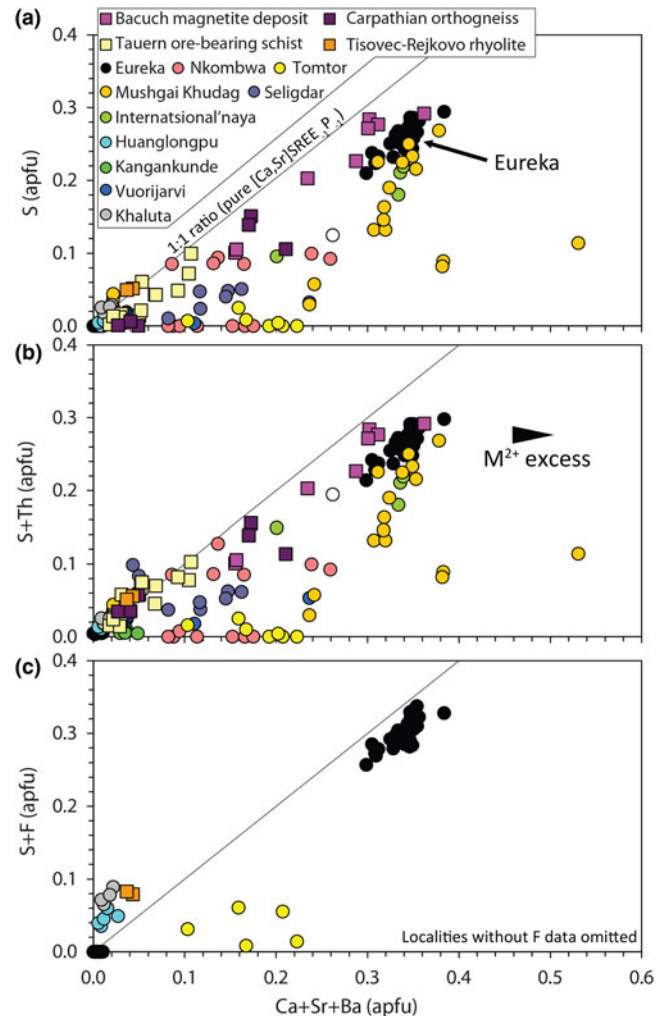 (a)
Bacuch magnetite deposit
Carpathian orthogneiss
Tauern ore-bearing schist
Tisovec-Rejkovo rhyolite
Eureka
Nkombwa
Tomtor
Mushgai Khudag
Seligdar
Internatsional'naya
Huanglongpu
Kangankunde
Vuorijarvi
Khaluta
1:1 ratio (pure [Ca,Sr]SREE₋₁P₋₁)
Eureka
S (apfu)
0.4
0.3
0.2
0.1
0.0
(b)
M²⁺ excess
S+Th (apfu)
0.4
0.3
0.2
0.1
0.0
(c)
S+F (apfu)
0.4
0.3
0.2
0.1
0.0
Localities without F data omitted
0.0 0.1 0.2 0.3 0.4 0.5 0.6
Ca+Sr+Ba (apfu)